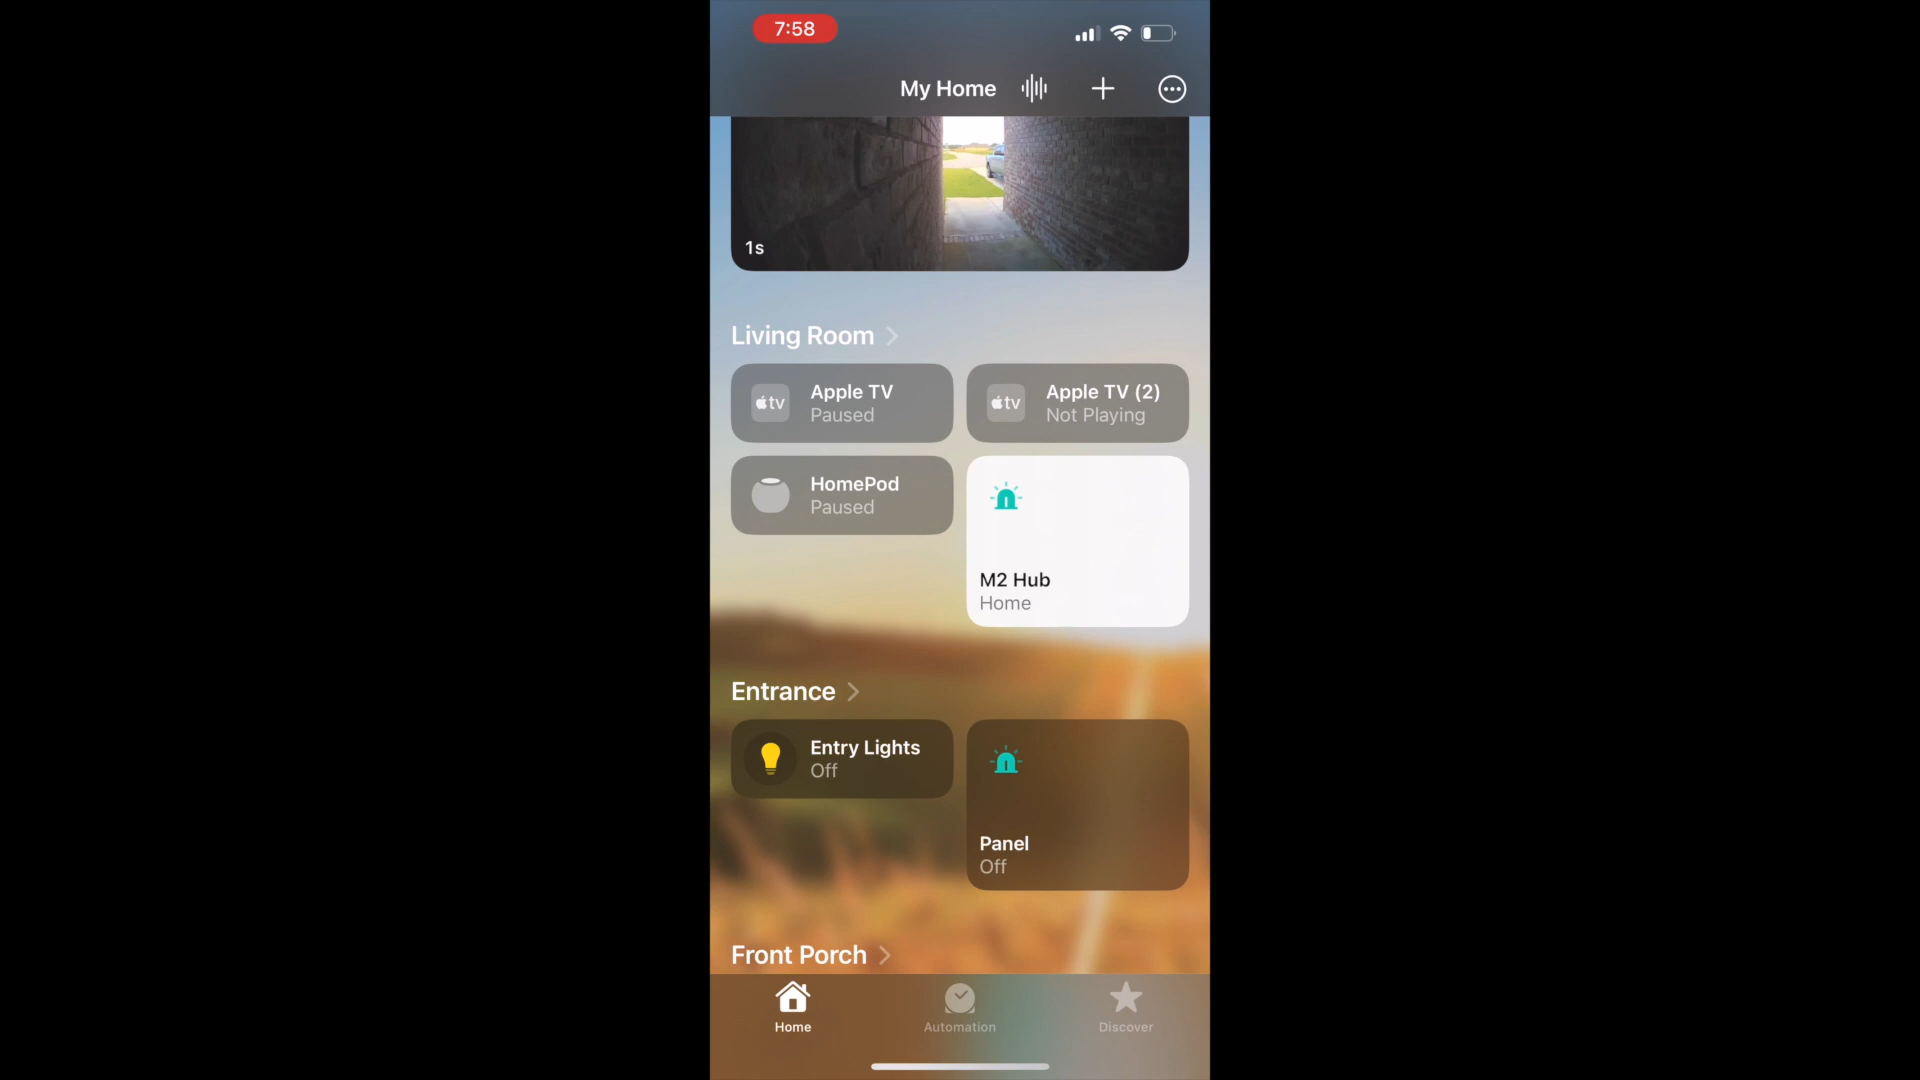 7:58
My Home
1s
Living Room
tv
Apple TV
Paused
tv
Apple TV (2)
Not Playing
HomePod
Paused
M2 Hub
Home
Entrance
Entry Lights
Off
Panel
Off
Front Porch
Home
Automation
Discover